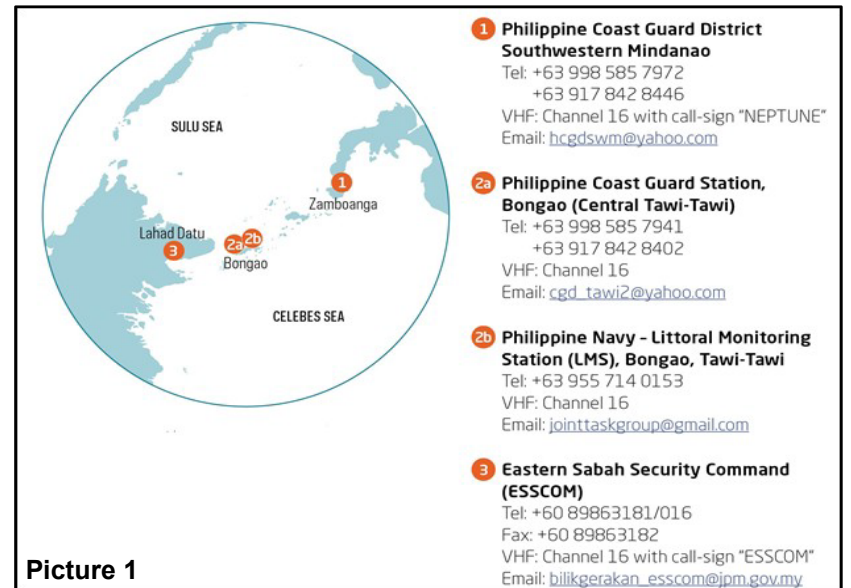 SULU SEA
1
Zamboanga
Lahad Datu
3
2a
2b
Bongao
CELEBES SEA
1 Philippine Coast Guard District
Southwestern Mindanao
Tel: +63 998 585 7972
+63 917 842 8446
VHF: Channel 16 with call-sign "NEPTUNE"
Email: hcgdswm@yahoo.com
2a Philippine Coast Guard Station,
Bongao (Central Tawi-Tawi)
Tel: +63 998 585 7941
+63 917 842 8402
VHF: Channel 16
Email: cgd_tawi2@yahoo.com
2b Philippine Navy – Littoral Monitoring
Station (LMS), Bongao, Tawi-Tawi
Tel: +63 955 714 0153
VHF: Channel 16
Email: jointtaskgroup@gmail.com
3 Eastern Sabah Security Command
(ESSCOM)
Tel: +60 89863181/016
Fax: +60 89863182
VHF: Channel 16 with call-sign "ESSCOM"
Email: bilikgerakan_esscom@jpm.gov.my
Picture 1